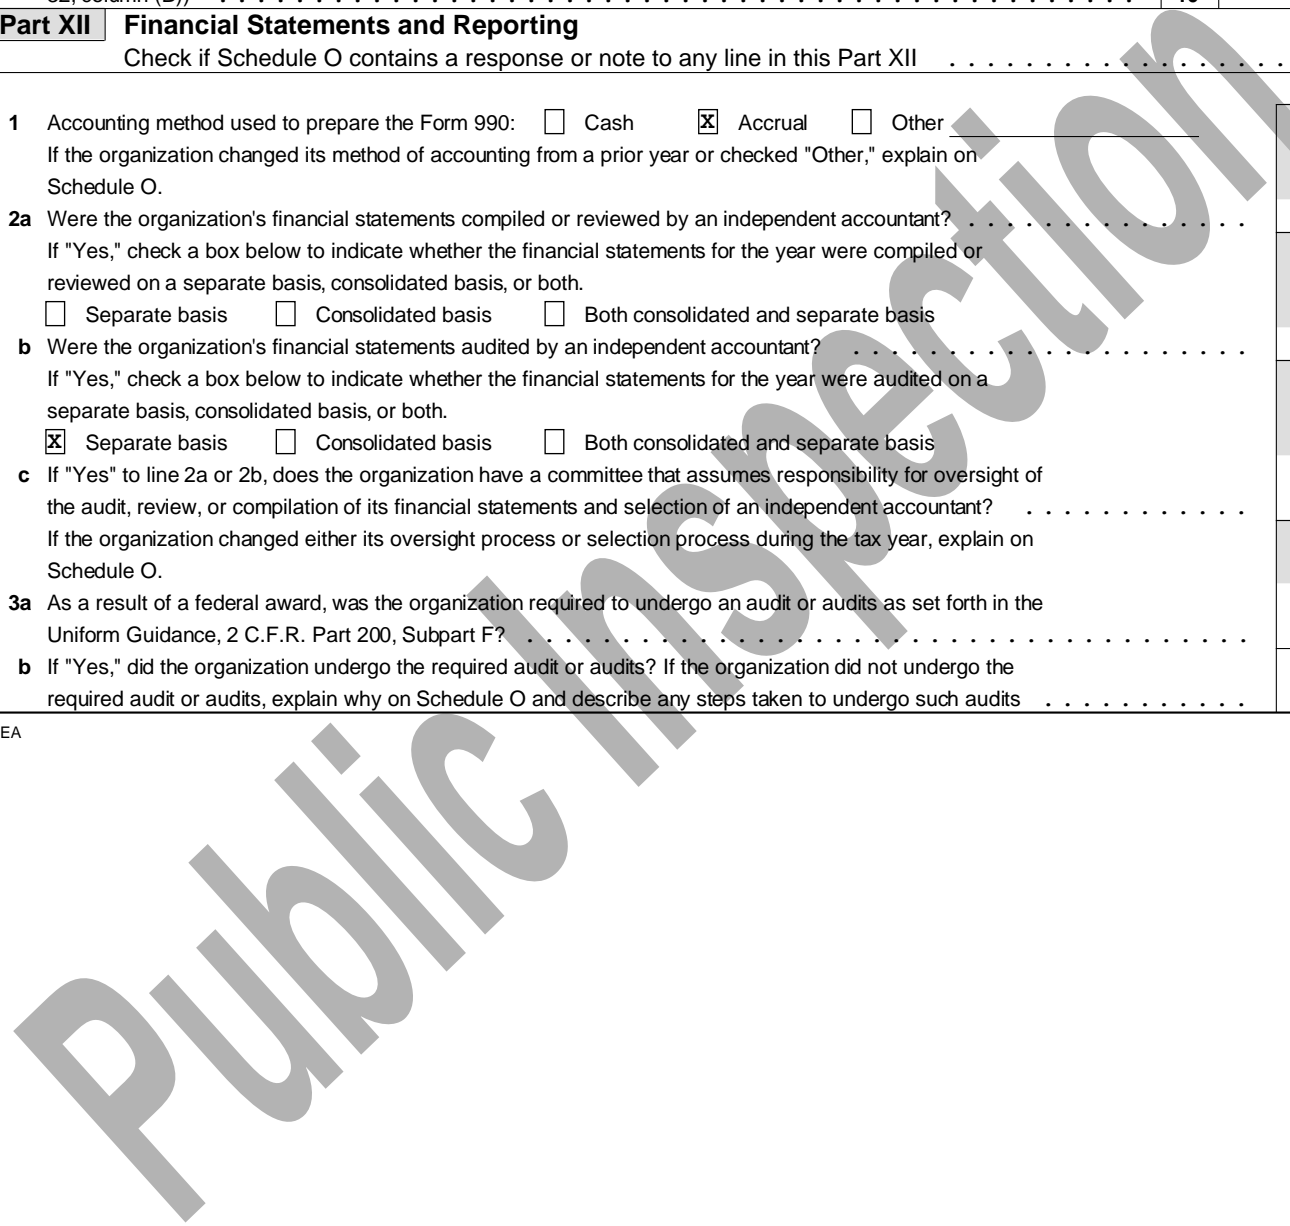 Part XII Financial Statements and Reporting
Check if Schedule O contains a response or note to any line in this Part XII . . . . . . . . . . . . . . . . . .
1 Accounting method used to prepare the Form 990: Cash X Accrual Other
If the organization changed its method of accounting from a prior year or checked "Other," explain on
Schedule O.
2a Were the organization's financial statements compiled or reviewed by an independent accountant? . . . . . . . . . . . . . . .
If "Yes," check a box below to indicate whether the financial statements for the year were compiled or
reviewed on a separate basis, consolidated basis, or both.
Separate basis Consolidated basis Both consolidated and separate basis
b Were the organization's financial statements audited by an independent accountant? . . . . . . . . . . . . . . . . . . . . .
If "Yes," check a box below to indicate whether the financial statements for the year were audited on a
separate basis, consolidated basis, or both.
X Separate basis Consolidated basis Both consolidated and separate basis
c If "Yes" to line 2a or 2b, does the organization have a committee that assumes responsibility for oversight of
the audit, review, or compilation of its financial statements and selection of an independent accountant? . . . . . . . . . . . .
If the organization changed either its oversight process or selection process during the tax year, explain on
Schedule O.
3a As a result of a federal award, was the organization required to undergo an audit or audits as set forth in the
Uniform Guidance, 2 C.F.R. Part 200, Subpart F? . . . . . . . . . . . . . . . . . . . . . . . . . . . . . . . . . . . . . .
b If "Yes," did the organization undergo the required audit or audits? If the organization did not undergo the
required audit or audits, explain why on Schedule O and describe any steps taken to undergo such audits . . . . . . . . . . .
EA
Public Inspection